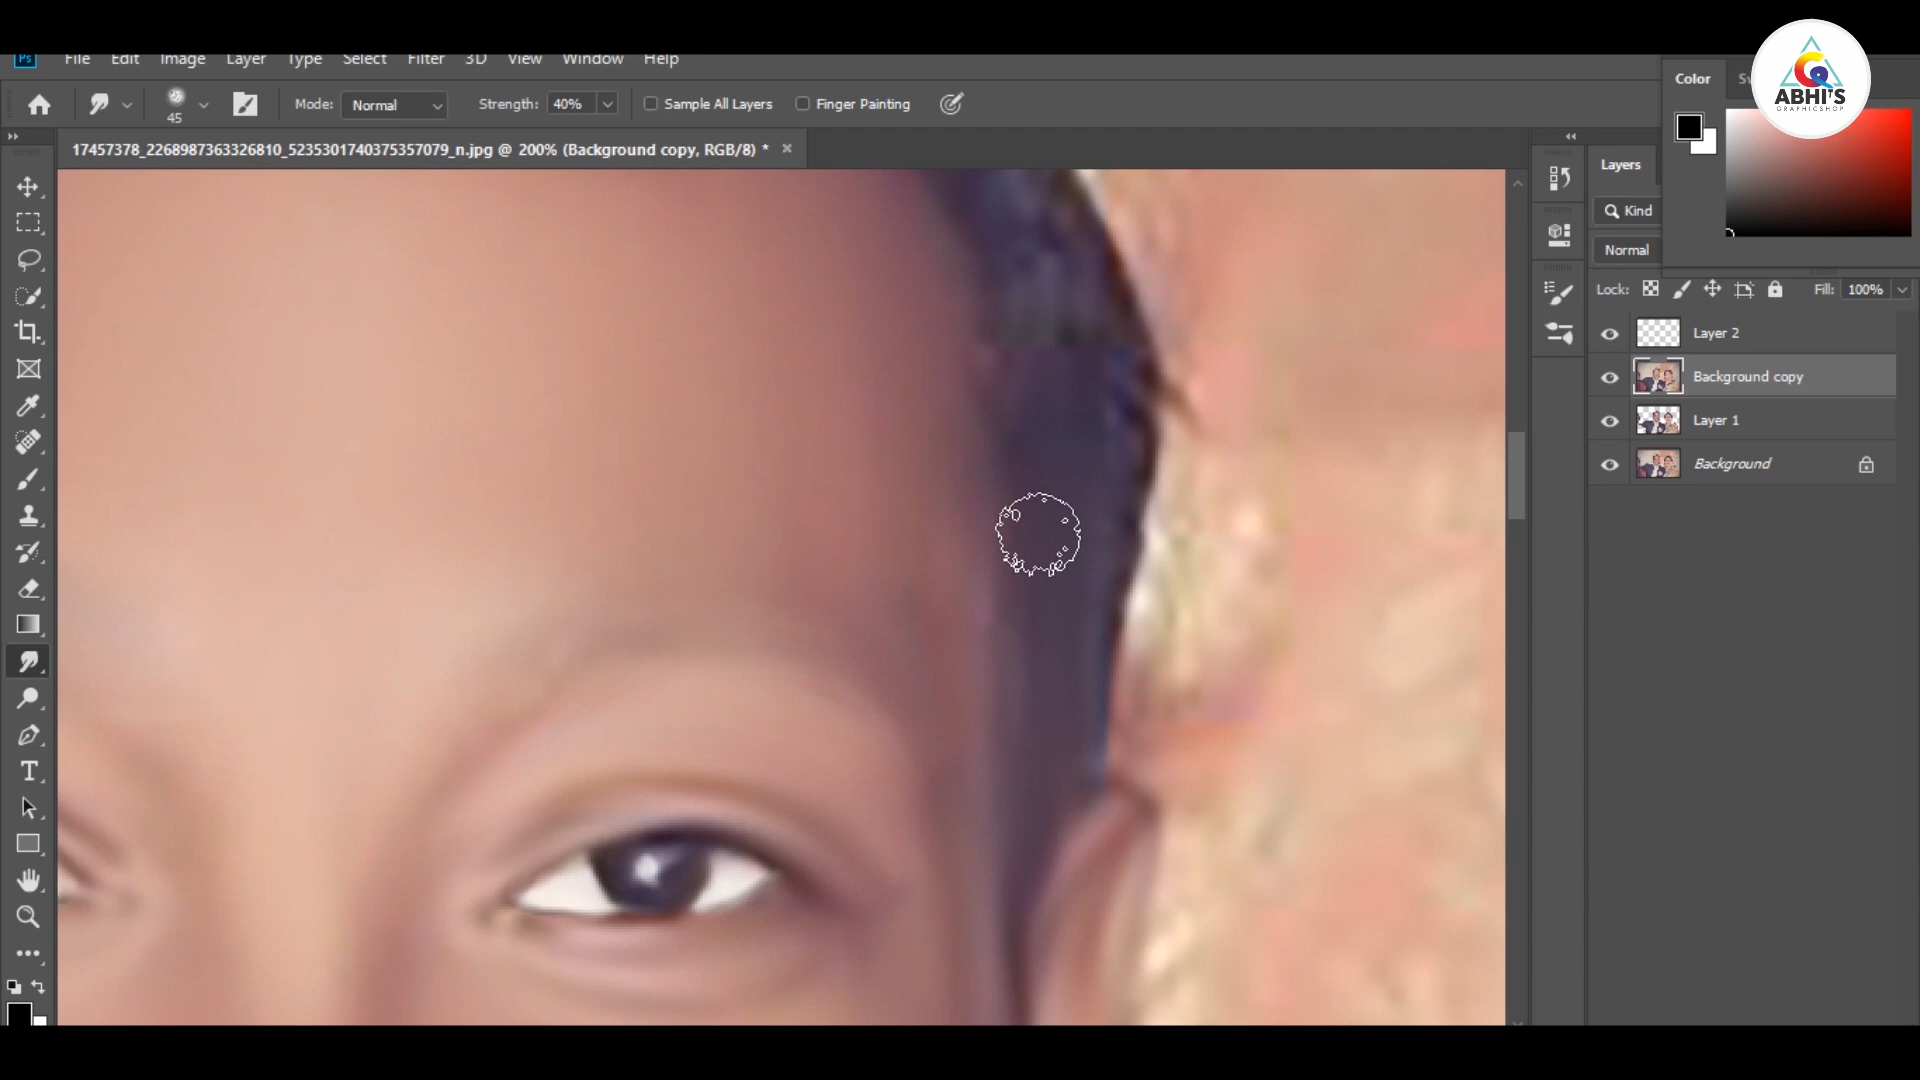 Ps File Edit Image Layer Type Select Filter 3D View Window Help
45 Mode: Normal Strength: 40% Sample All Layers Finger Painting
17457378_2268987363326810_5235301740375357079_n.jpg @ 200% (Background copy, RGB/8) *
Color
ABHI'S
GRAPHICSHOP
Layers
Kind
Normal
Lock: Fill: 100%
Layer 2
Background copy
Layer 1
Background